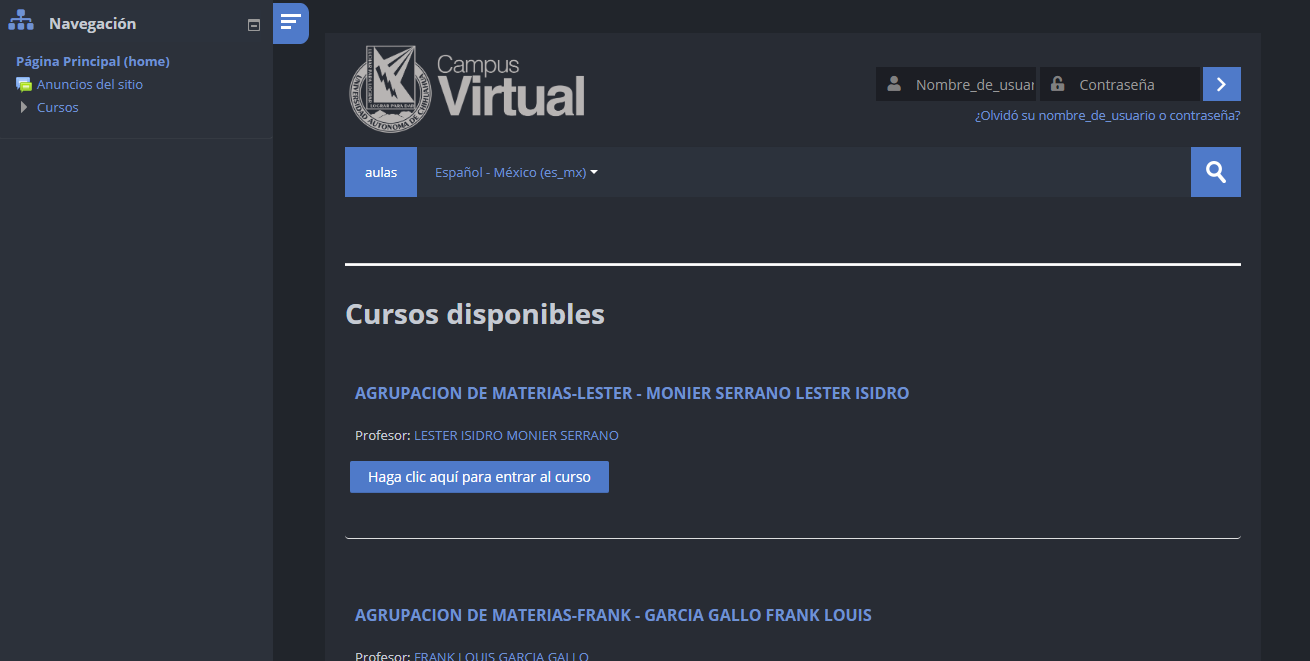 Navegación
Página Principal (home)
Anuncios del sitio
Cursos
Campus
Virtual
UNIVERSIDAD AUTONOMA DE CHIHUAHUA
LOGRAR PARA DAR
Nombre_de_usuar
Contraseña
¿Olvidó su nombre_de_usuario o contraseña?
aulas
Español - México (es_mx)
Cursos disponibles
AGRUPACION DE MATERIAS-LESTER - MONIER SERRANO LESTER ISIDRO
Profesor: LESTER ISIDRO MONIER SERRANO
Haga clic aquí para entrar al curso
AGRUPACION DE MATERIAS-FRANK - GARCIA GALLO FRANK LOUIS
Profesor: FRANK LOUIS GARCIA GALLO